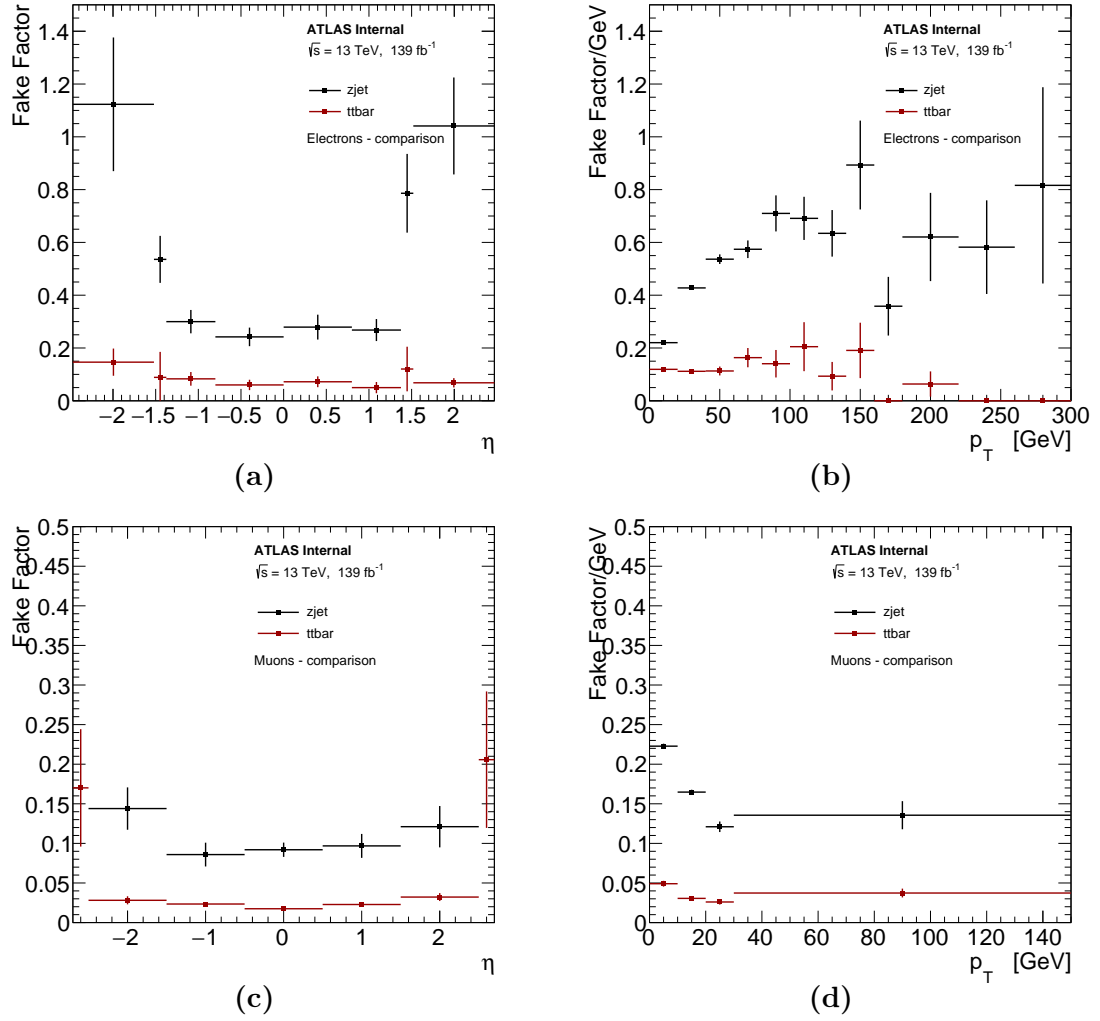 Fake Factor
1.4
1.2
1
0.8
0.6
0.4
0.2
0
ATLAS Internal
√s = 13 TeV, 139 fb⁻¹
zjet
ttbar
Electrons - comparison
−2 −1.5 −1 −0.5 0 0.5 1 1.5 2
η
(a)
Fake Factor/GeV
1.4
1.2
1
0.8
0.6
0.4
0.2
0
ATLAS Internal
√s = 13 TeV, 139 fb⁻¹
zjet
ttbar
Electrons - comparison
0 50 100 150 200 250 300
p_T [GeV]
(b)
Fake Factor
0.5
0.45
0.4
0.35
0.3
0.25
0.2
0.15
0.1
0.05
0
ATLAS Internal
√s = 13 TeV, 139 fb⁻¹
zjet
ttbar
Muons - comparison
−2 −1 0 1 2
η
(c)
Fake Factor/GeV
0.5
0.45
0.4
0.35
0.3
0.25
0.2
0.15
0.1
0.05
0
ATLAS Internal
√s = 13 TeV, 139 fb⁻¹
zjet
ttbar
Muons - comparison
0 20 40 60 80 100 120 140
p_T [GeV]
(d)